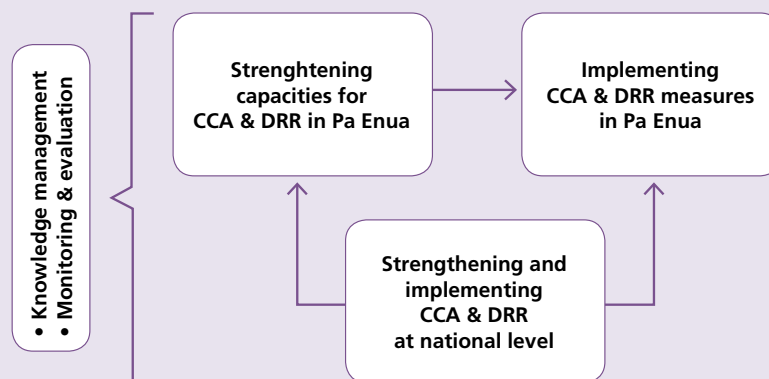 • Knowledge management
• Monitoring & evaluation
Strenghtening
capacities for
CCA & DRR in Pa Enua
Implementing
CCA & DRR measures
in Pa Enua
Strengthening and
implementing
CCA & DRR
at national level